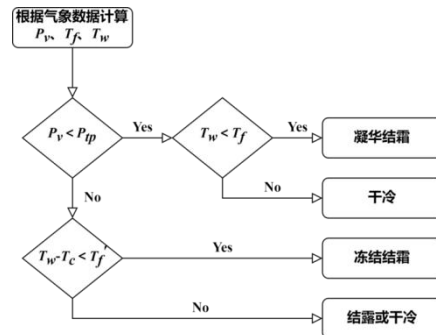 根据气象数据计算
Pv、Tf、Tw
Pv < Ptp
Yes
Tw < Tf
Yes
凝华结霜
No
干冷
No
Tw-Tc < Tf'
Yes
冻结结霜
No
结露或干冷